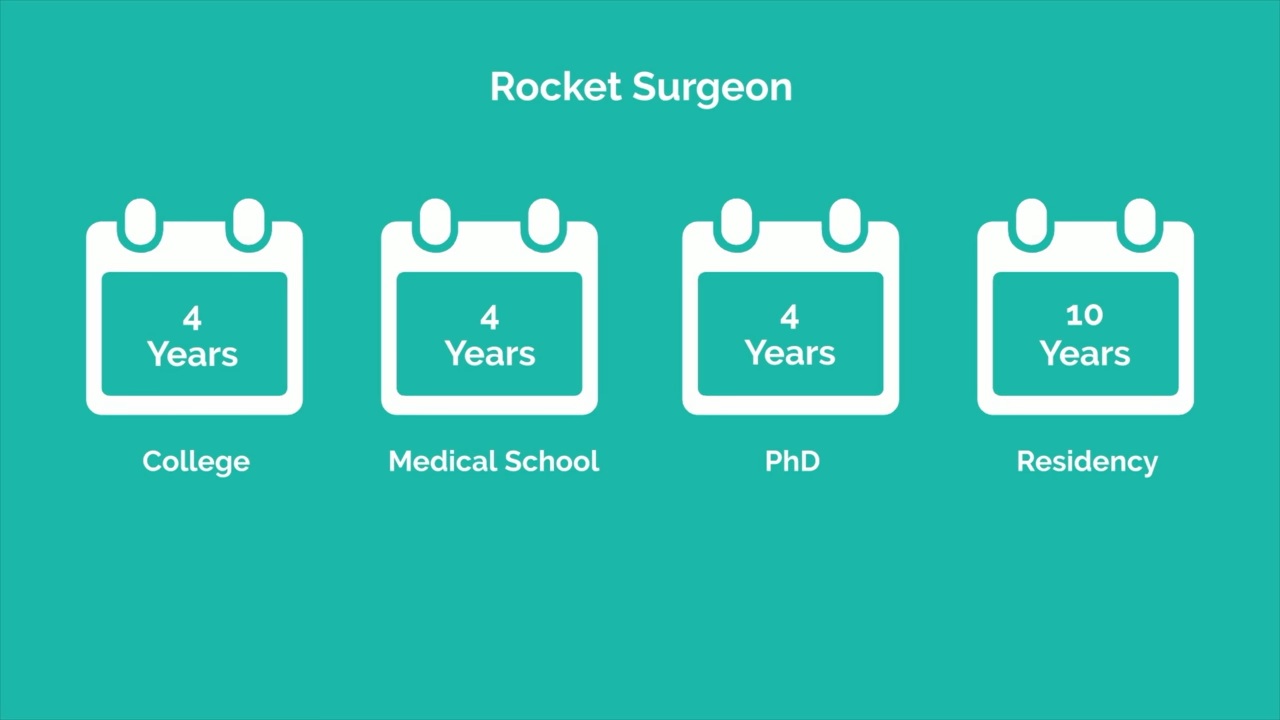 Rocket Surgeon
4
Years
4
Years
4
Years
10
Years
College
Medical School
PhD
Residency